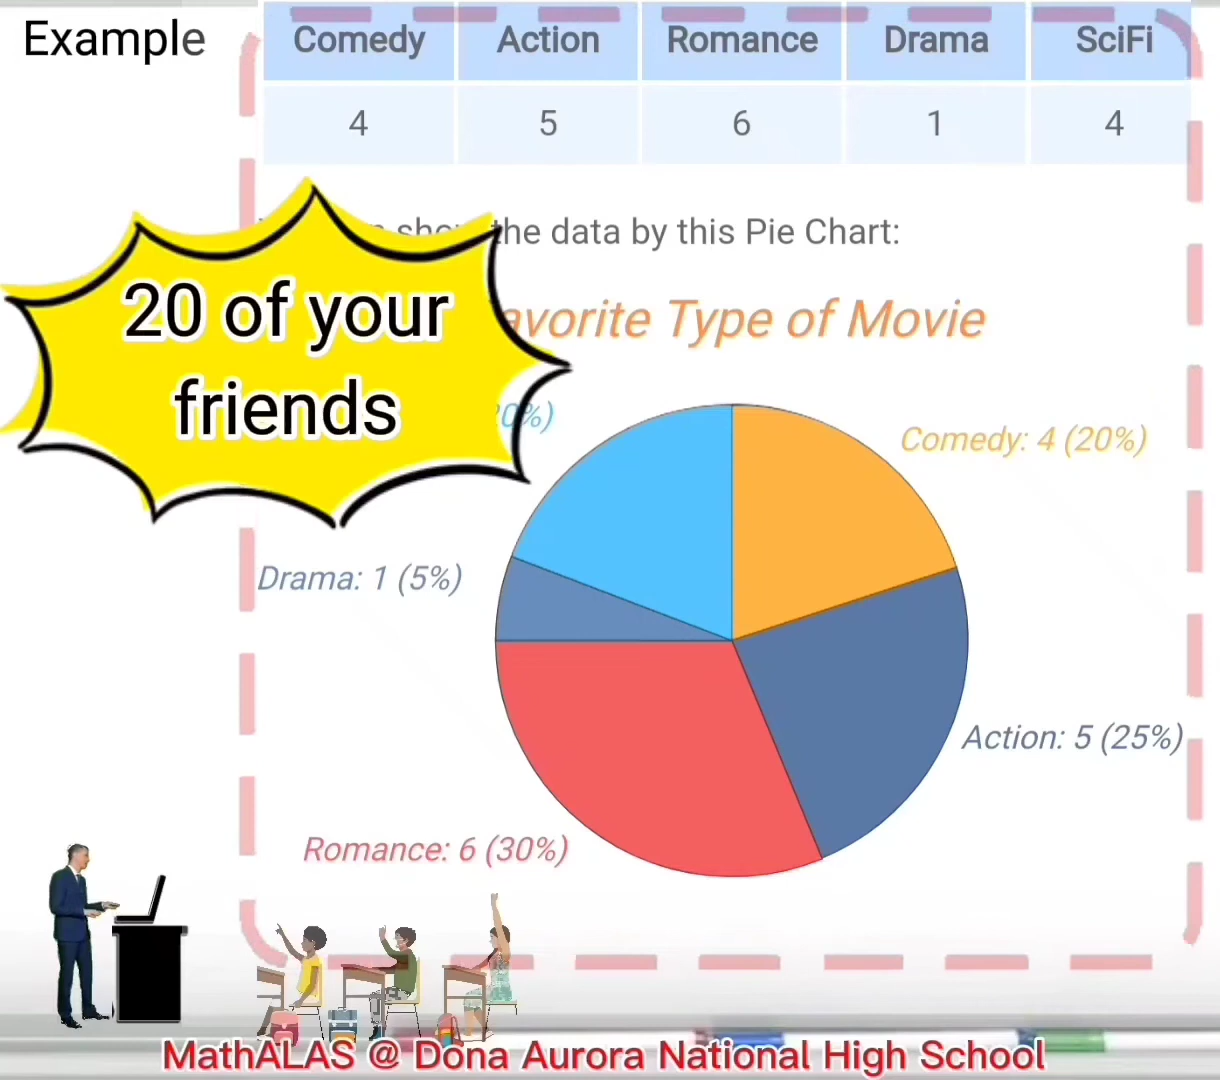 Example
Comedy Action Romance Drama SciFi
4 5 6 1 4
the data by this Pie Chart:
20 of your
friends
avorite Type of Movie
Comedy: 4 (20%)
Drama: 1 (5%)
Action: 5 (25%)
Romance: 6 (30%)
MathALAS @ Dona Aurora National High School